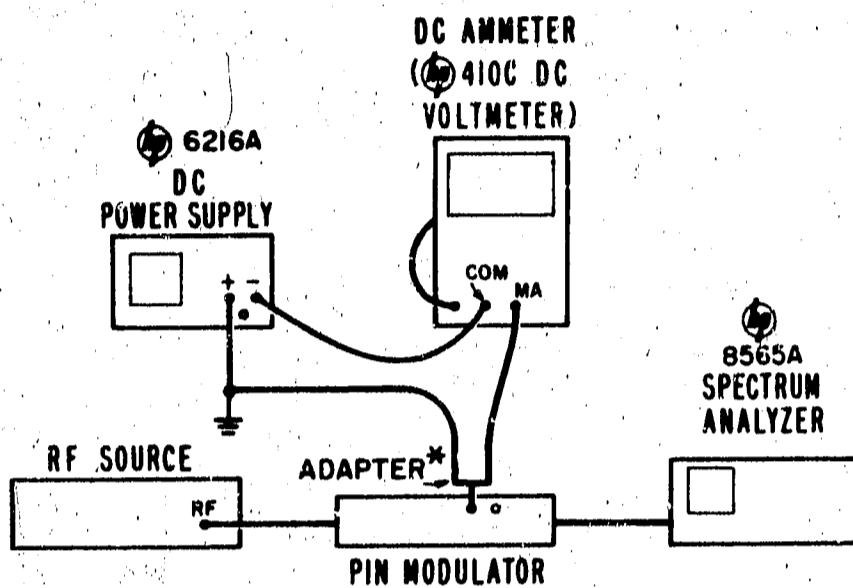 DC AMMETER
(hp 410C DC
VOLTMETER)
hp 6216A
DC
POWER SUPPLY
+ -
COM
MA
hp
8565A
SPECTRUM
ANALYZER
RF SOURCE
RF
ADAPTER*
PIN MODULATOR